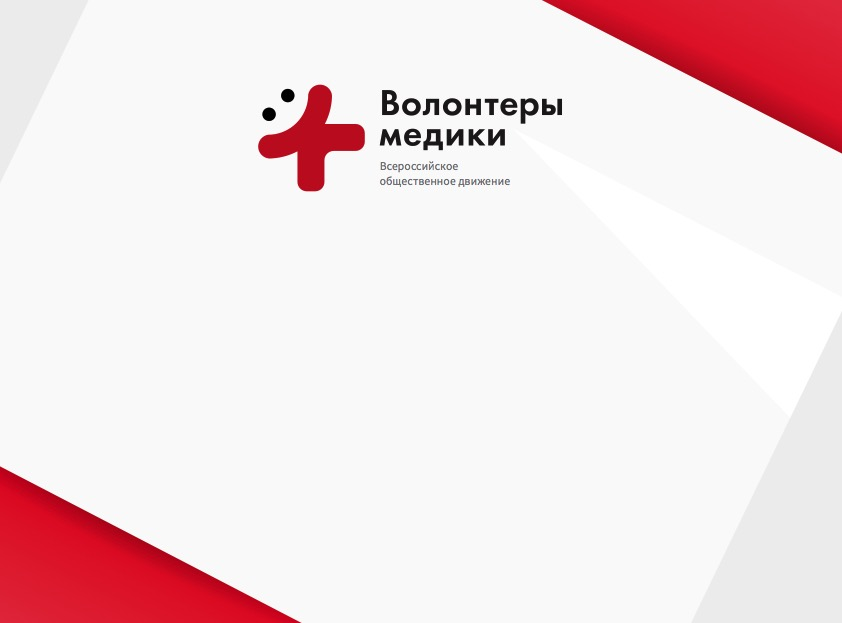 Волонтеры
медики
Всероссийское
общественное движение